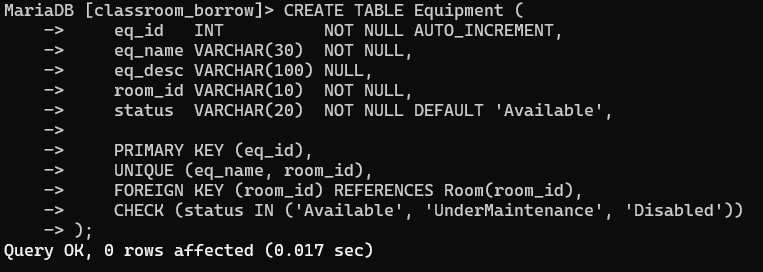 MariaDB [classroom_borrow]> CREATE TABLE Equipment (
    ->     eq_id   INT          NOT NULL AUTO_INCREMENT,
    ->     eq_name VARCHAR(30)  NOT NULL,
    ->     eq_desc VARCHAR(100) NULL,
    ->     room_id VARCHAR(10)  NOT NULL,
    ->     status  VARCHAR(20)  NOT NULL DEFAULT 'Available',
    ->
    ->     PRIMARY KEY (eq_id),
    ->     UNIQUE (eq_name, room_id),
    ->     FOREIGN KEY (room_id) REFERENCES Room(room_id),
    ->     CHECK (status IN ('Available', 'UnderMaintenance', 'Disabled'))
    -> );
Query OK, 0 rows affected (0.017 sec)